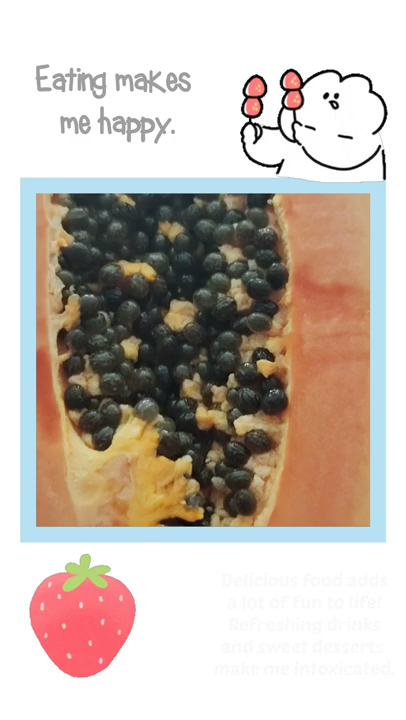 Eating makes
me happy.
Delicious food adds
a lot of fun to life!
Refreshing drinks
and sweet desserts
make me intoxicated.